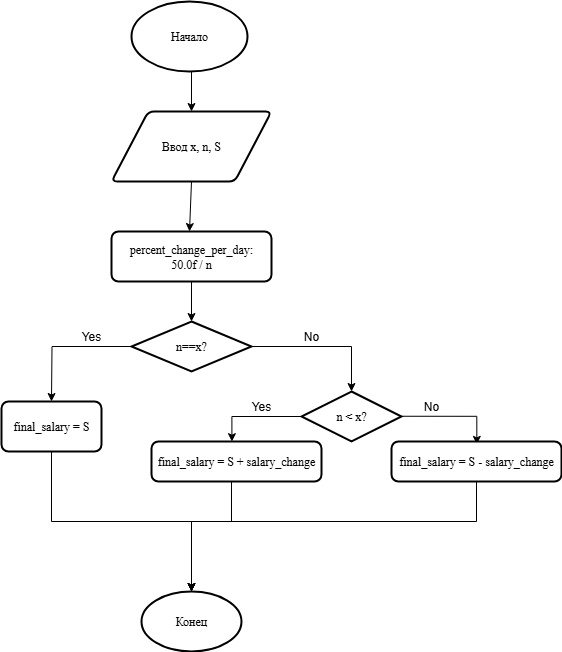 Начало
Ввод x, n, S
percent_change_per_day:
50.0f / n
n==x?
Yes
No
final_salary = S
n < x?
Yes
No
final_salary = S + salary_change
final_salary = S - salary_change
Конец